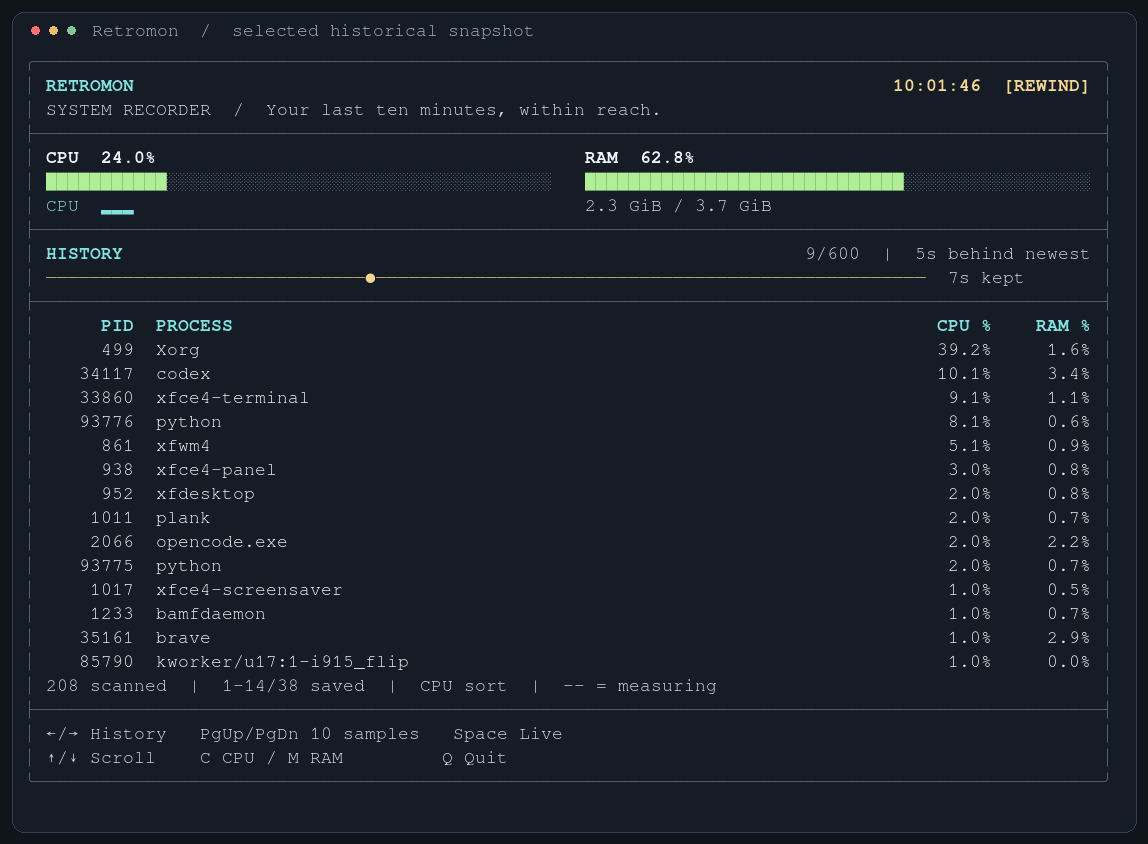 Retromon / selected historical snapshot
RETROMON 10:01:46 [REWIND]
SYSTEM RECORDER / Your last ten minutes, within reach.
CPU 24.0% RAM 62.8%
CPU 2.3 GiB / 3.7 GiB
HISTORY 9/600 | 5s behind newest
7s kept
PID PROCESS CPU % RAM %
499 Xorg 39.2% 1.6%
34117 codex 10.1% 3.4%
33860 xfce4-terminal 9.1% 1.1%
93776 python 8.1% 0.6%
861 xfwm4 5.1% 0.9%
938 xfce4-panel 3.0% 0.8%
952 xfdesktop 2.0% 0.8%
1011 plank 2.0% 0.7%
2066 opencode.exe 2.0% 2.2%
93775 python 2.0% 0.7%
1017 xfce4-screensaver 1.0% 0.5%
1233 bamfdaemon 1.0% 0.7%
35161 brave 1.0% 2.9%
85790 kworker/u17:1-i915_flip 1.0% 0.0%
208 scanned | 1-14/38 saved | CPU sort | -- = measuring
←/→ History PgUp/PgDn 10 samples Space Live
↑/↓ Scroll C CPU / M RAM Q Quit